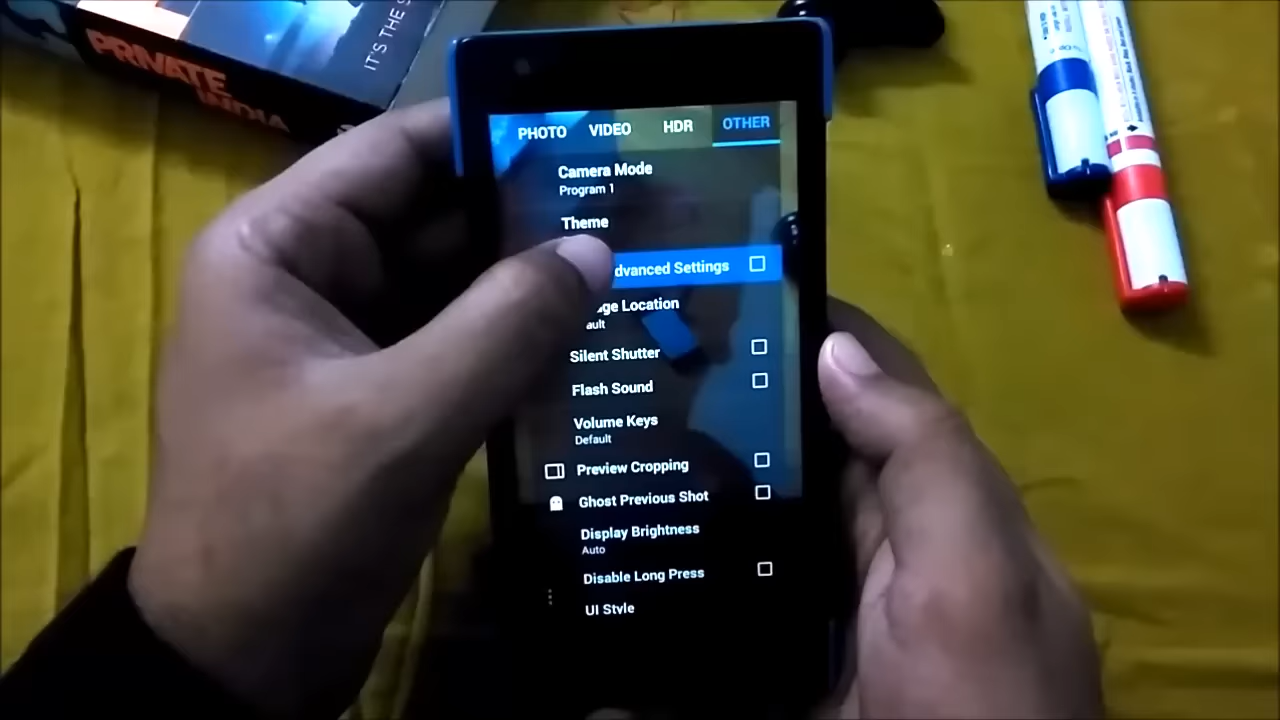 PRIVATE
INDIA
IT'S THE
PHOTO VIDEO HDR OTHER
Camera Mode
Program 1
Theme
dvanced Settings
ge Location
ault
Silent Shutter
Flash Sound
Volume Keys
Default
Preview Cropping
Ghost Previous Shot
Display Brightness
Auto
Disable Long Press
UI Style